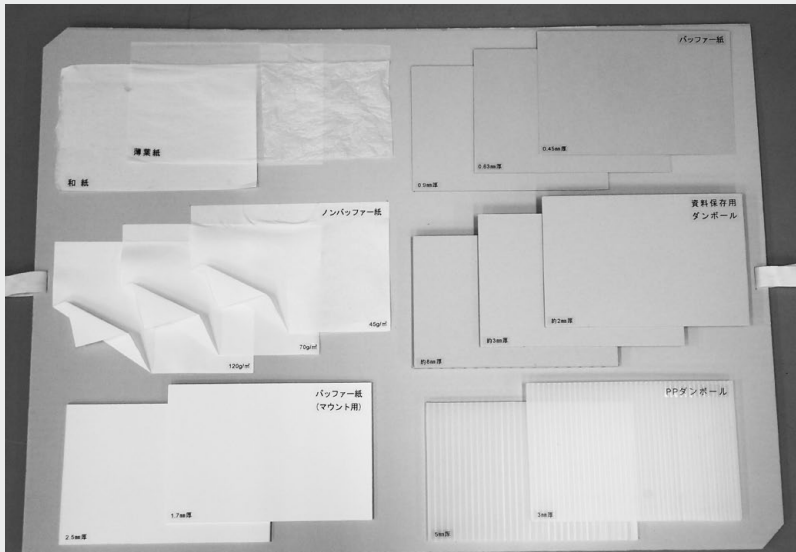 薄葉紙
和紙
バッファー紙
0.45㎜厚
0.63㎜厚
0.9㎜厚
ノンバッファー紙
45g/㎡
70g/㎡
120g/㎡
資料保存用
ダンボール
約2㎜厚
約3㎜厚
約8㎜厚
バッファー紙
(マウント用)
1.7㎜厚
2.5㎜厚
PPダンボール
3㎜厚
5㎜厚